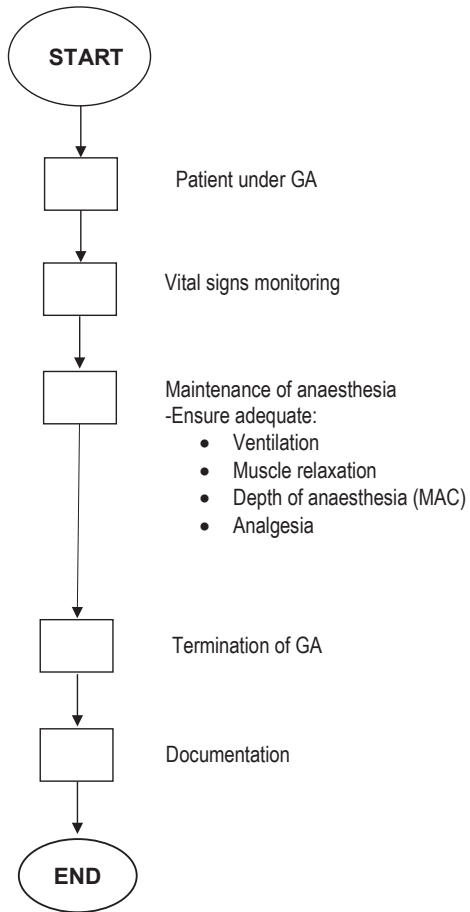 START
Patient under GA
Vital signs monitoring
Maintenance of anaesthesia
-Ensure adequate:
• Ventilation
• Muscle relaxation
• Depth of anaesthesia (MAC)
• Analgesia
Termination of GA
Documentation
END